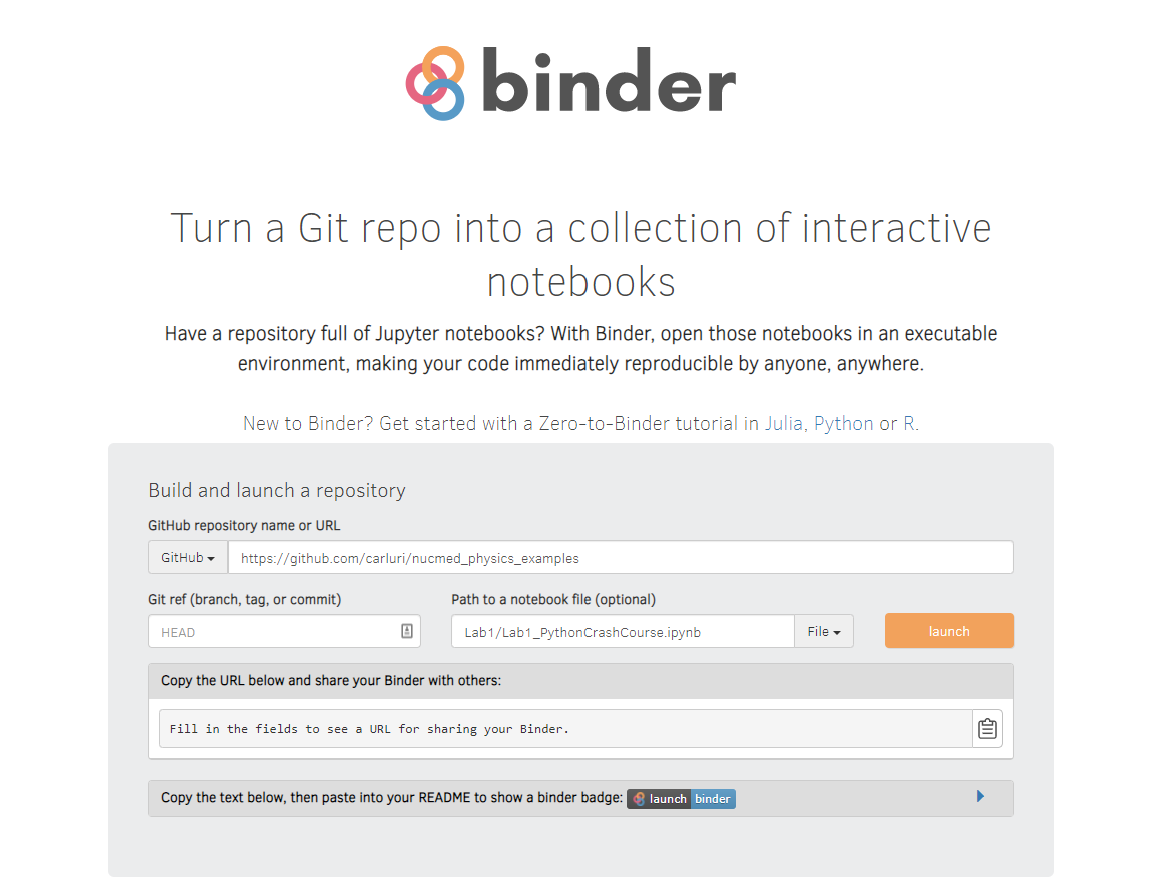 binder
Turn a Git repo into a collection of interactive
notebooks
Have a repository full of Jupyter notebooks? With Binder, open those notebooks in an executable
environment, making your code immediately reproducible by anyone, anywhere.
New to Binder? Get started with a Zero-to-Binder tutorial in Julia, Python or R.
Build and launch a repository
GitHub repository name or URL
GitHub https://github.com/carluri/nucmed_physics_examples
Git ref (branch, tag, or commit) Path to a notebook file (optional)
HEAD Lab1/Lab1_PythonCrashCourse.ipynb File launch
Copy the URL below and share your Binder with others:
Fill in the fields to see a URL for sharing your Binder.
Copy the text below, then paste into your README to show a binder badge: launch binder